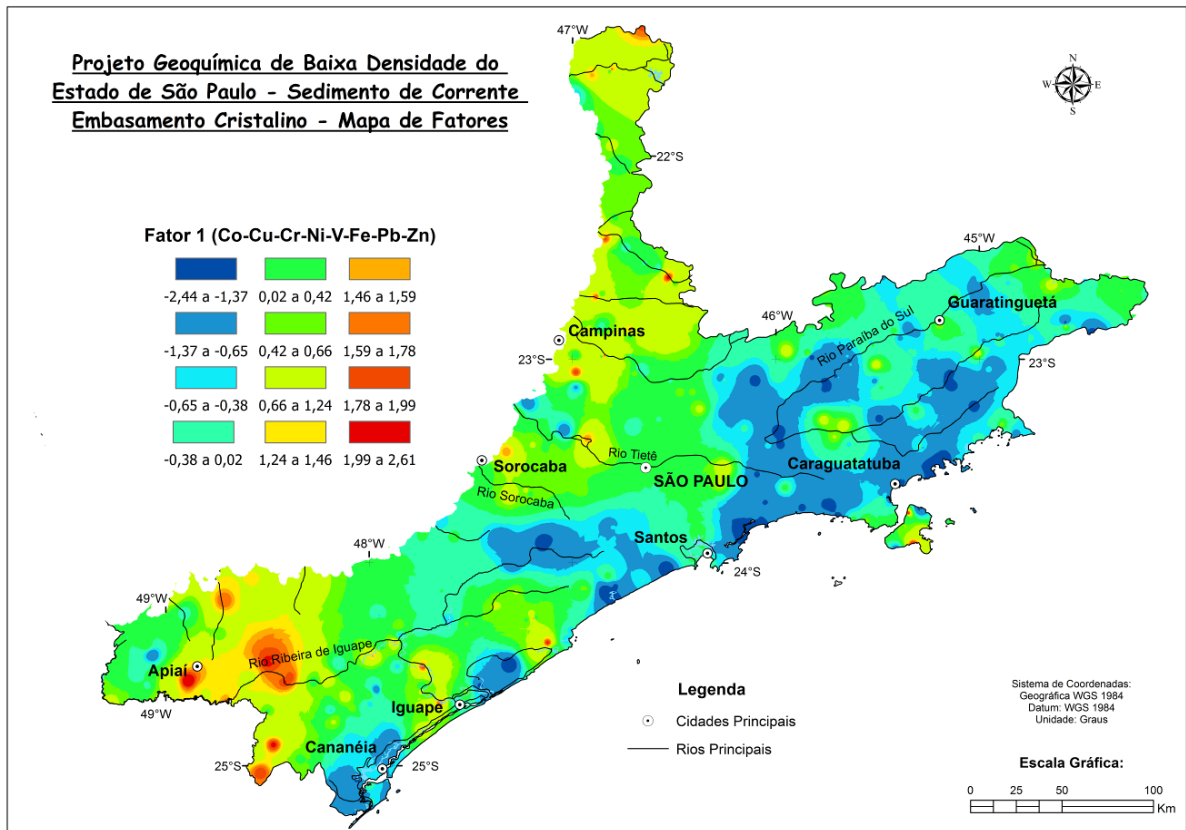 Projeto Geoquímica de Baixa Densidade do
Estado de São Paulo - Sedimento de Corrente
Embasamento Cristalino - Mapa de Fatores
N
W E
S
47°W
22°S
Fator 1 (Co-Cu-Cr-Ni-V-Fe-Pb-Zn)
-2,44 a -1,37 0,02 a 0,42 1,46 a 1,59
-1,37 a -0,65 0,42 a 0,66 1,59 a 1,78
-0,65 a -0,38 0,66 a 1,24 1,78 a 1,99
-0,38 a 0,02 1,24 a 1,46 1,99 a 2,61
45°W
Guaratinguetá
46°W
Rio Paraíba do Sul
Campinas
23°S
23°S
Rio Tietê
Sorocaba
SÃO PAULO
Caraguatatuba
Rio Sorocaba
Santos
48°W
24°S
49°W
Rio Ribeira de Iguape
Apiaí
49°W
Iguape
Cananéia
25°S
25°S
Legenda
Cidades Principais
Rios Principais
Sistema de Coordenadas:
Geográfica WGS 1984
Datum: WGS 1984
Unidade: Graus
Escala Gráfica:
0 25 50 100
Km